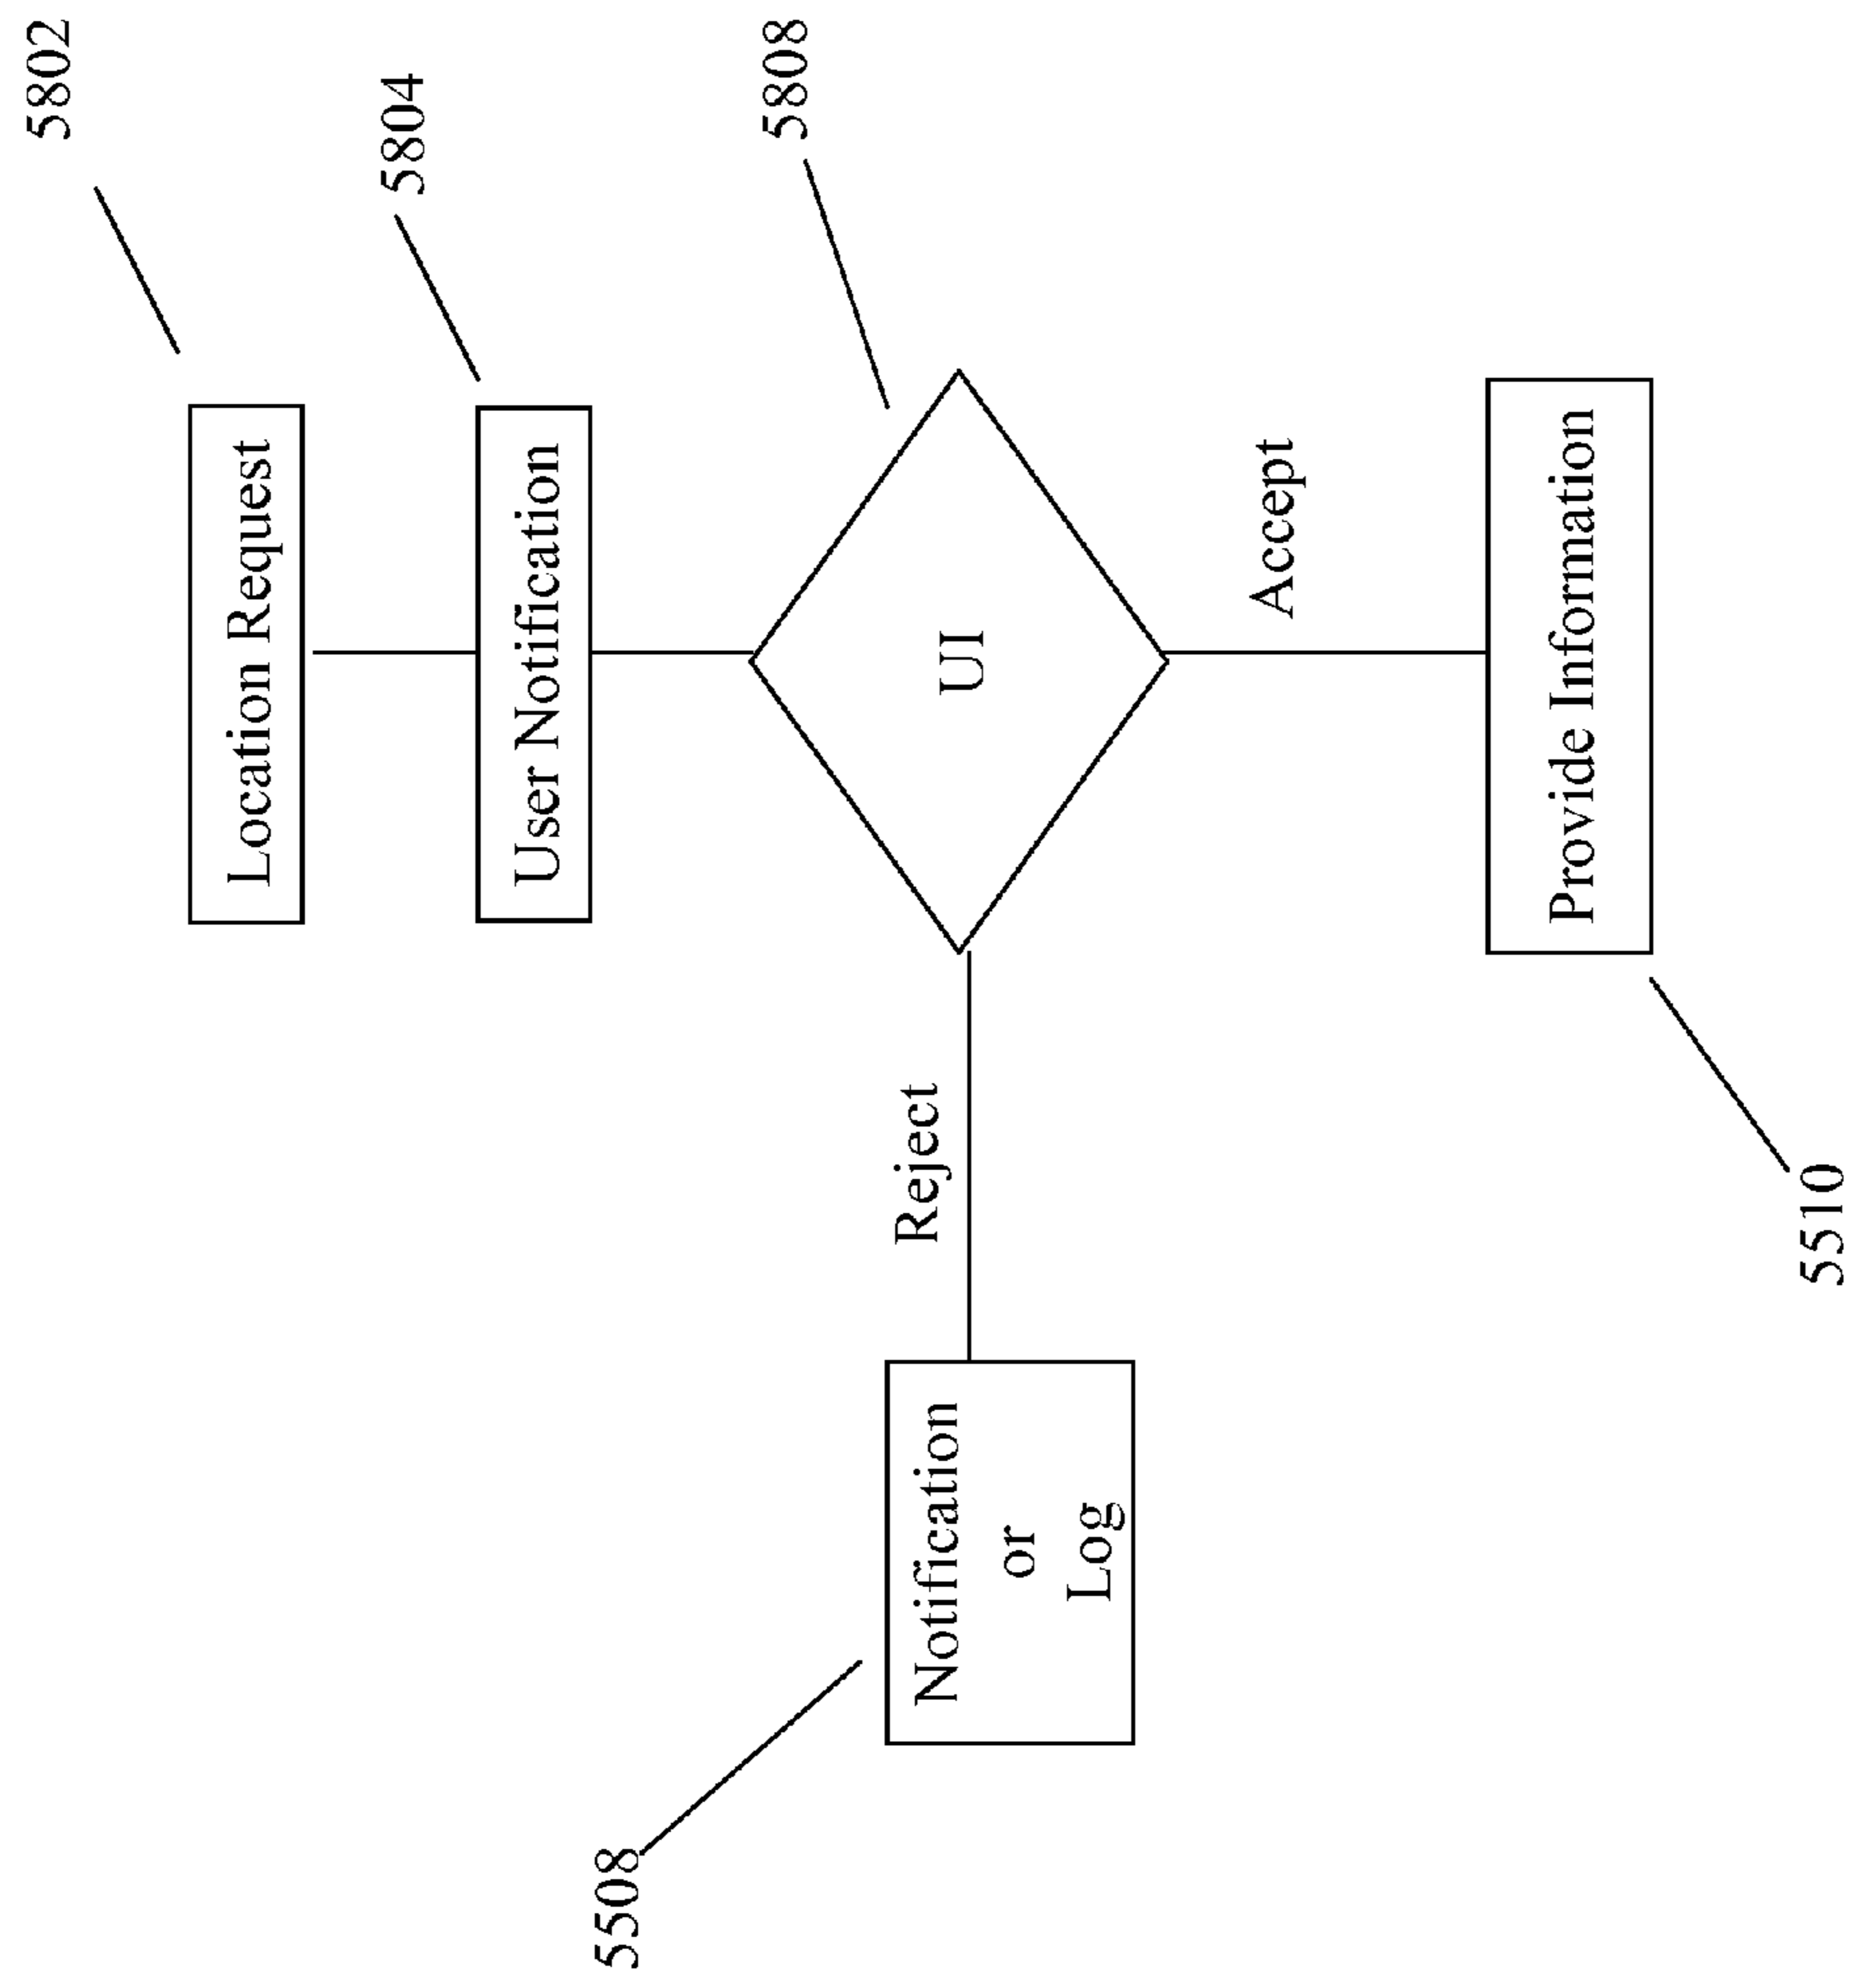 5802
Location Request
5804
User Notification
5808
UI
Reject
Accept
5508
Notification
or
Log
Provide Information
5510